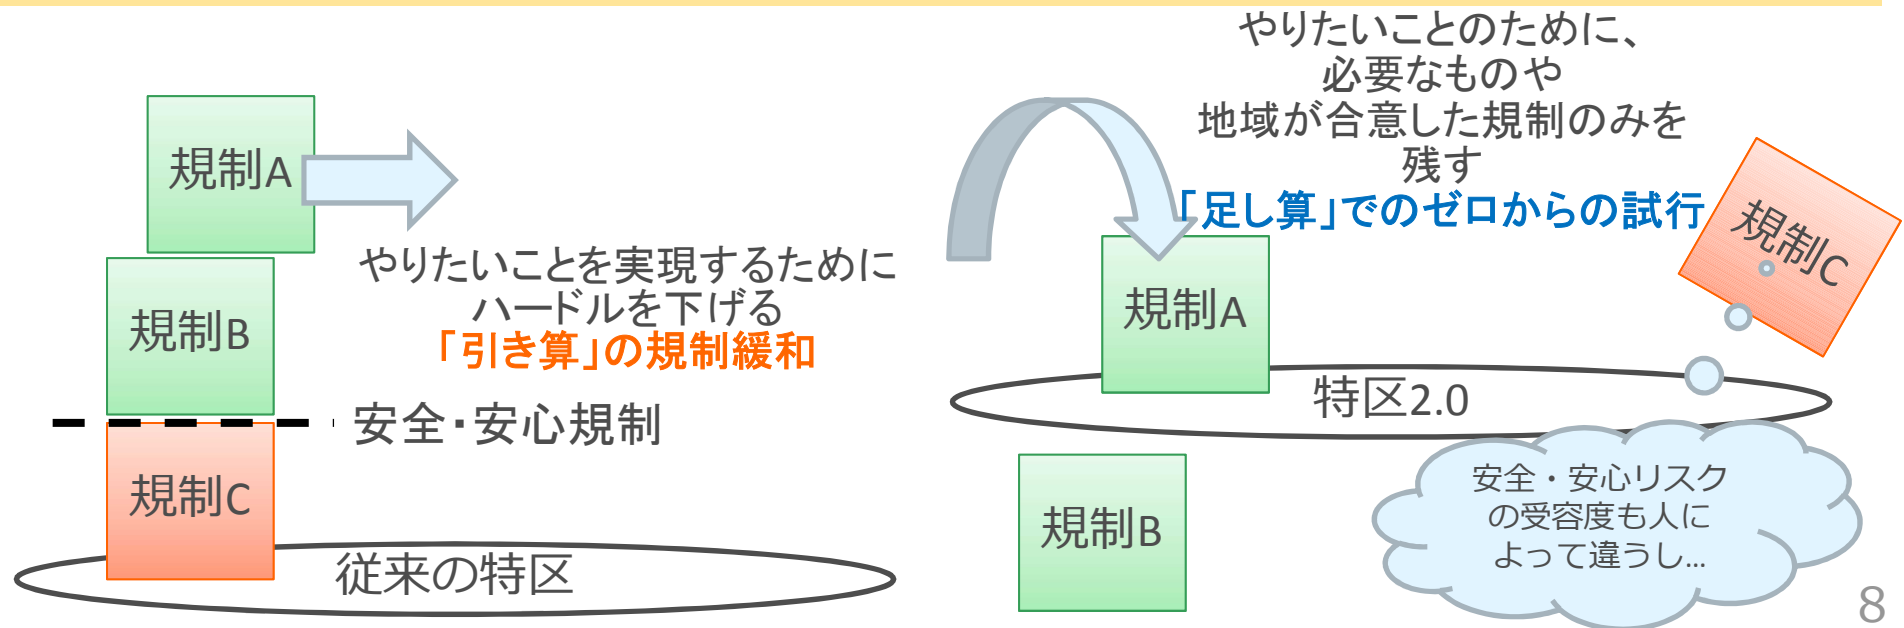 規制A
規制B
やりたいことを実現するために
ハードルを下げる
「引き算」の規制緩和
安全・安心規制
規制C
従来の特区
やりたいことのために、
必要なものや
地域が合意した規制のみを
残す
「足し算」でのゼロからの試行
規制C
規制A
特区2.0
規制B
安全・安心リスク
の受容度も人に
よって違うし…
8